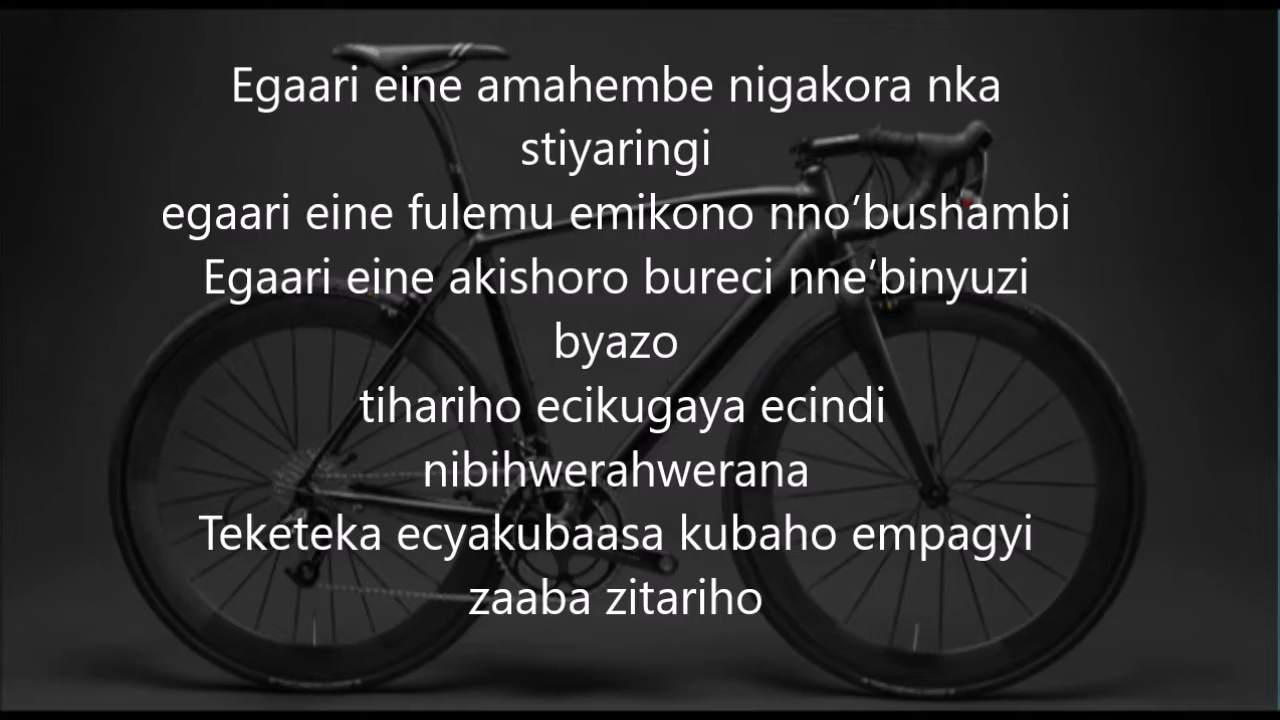 Egaari eine amahembe nigakora nka
stiyaringi
egaari eine fulemu emikono nno’bushambi
Egaari eine akishoro bureci nne’binyuzi
byazo
tihariho ecikugaya ecindi
nibihwerahwerana
Teketeka ecyakubaasa kubaho empagyi
zaaba zitariho